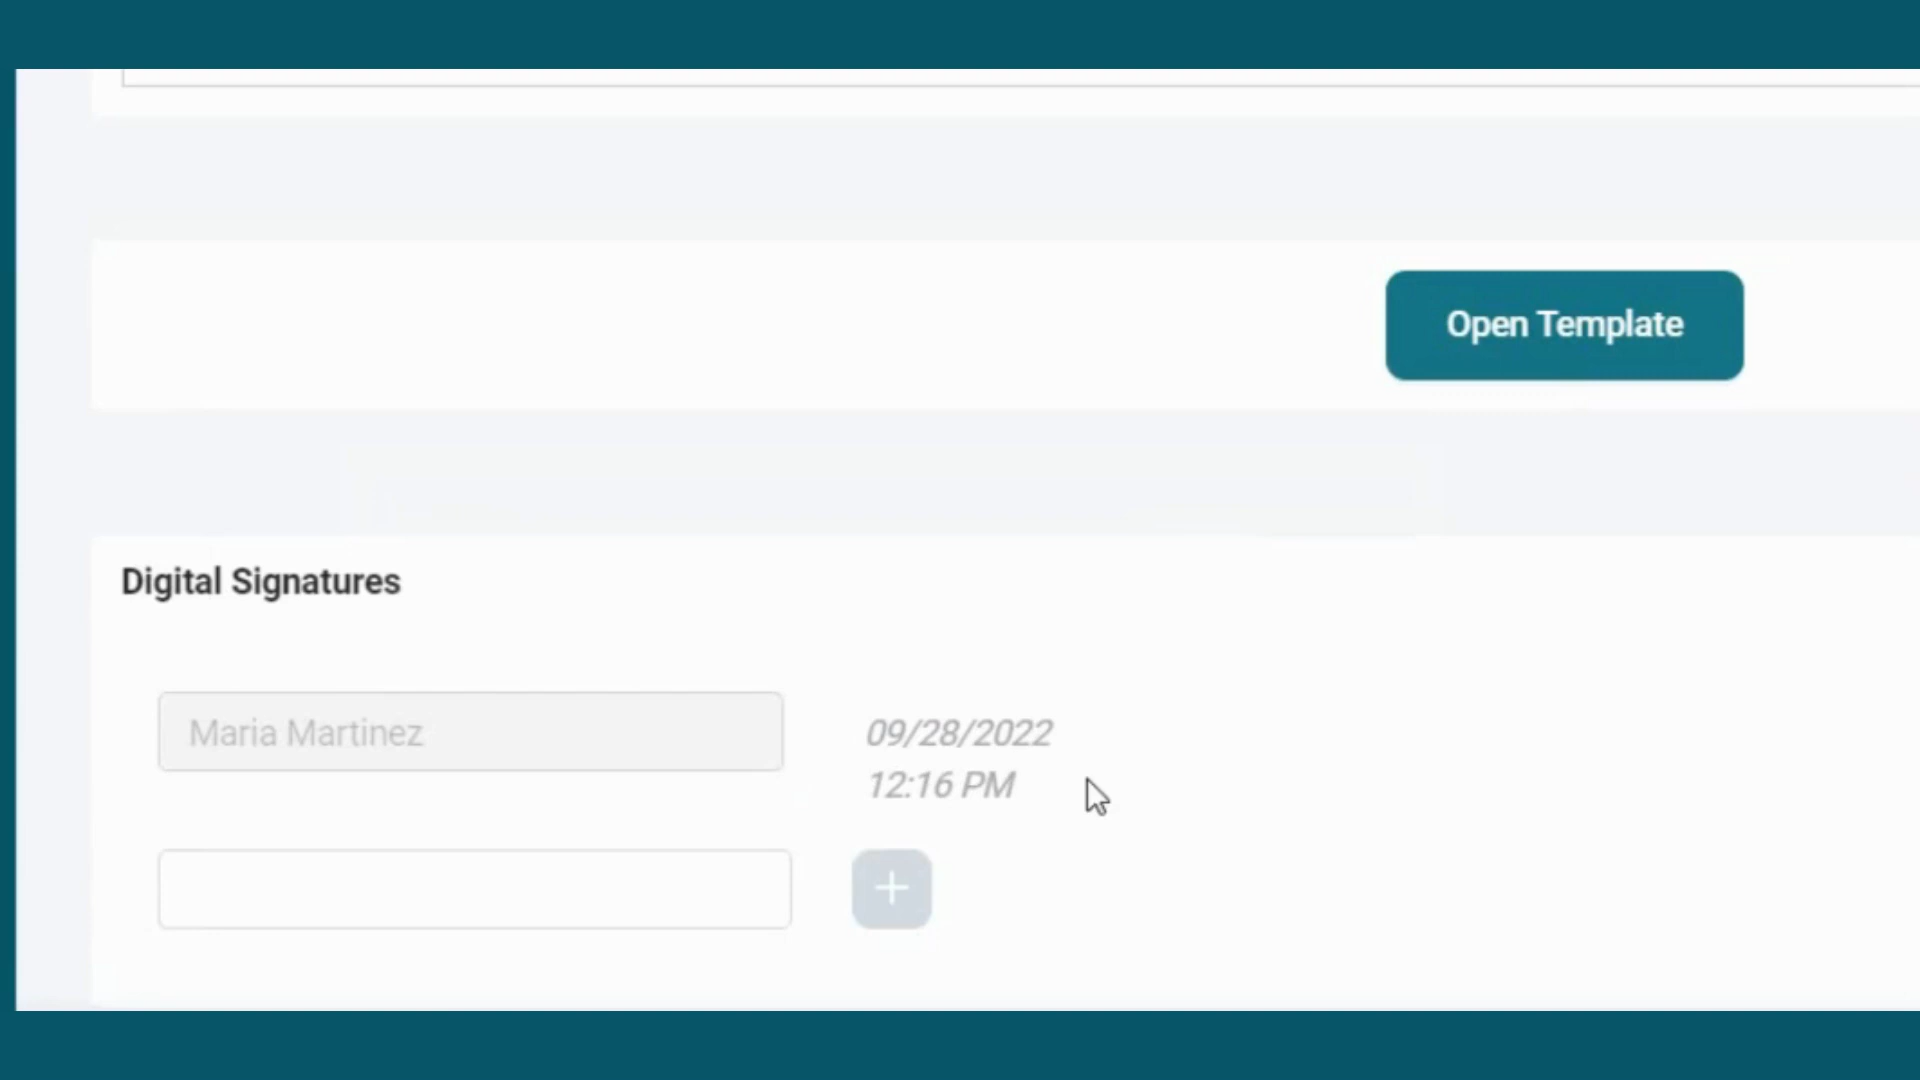 Open Template
Digital Signatures
Maria Martinez
09/28/2022
12:16 PM